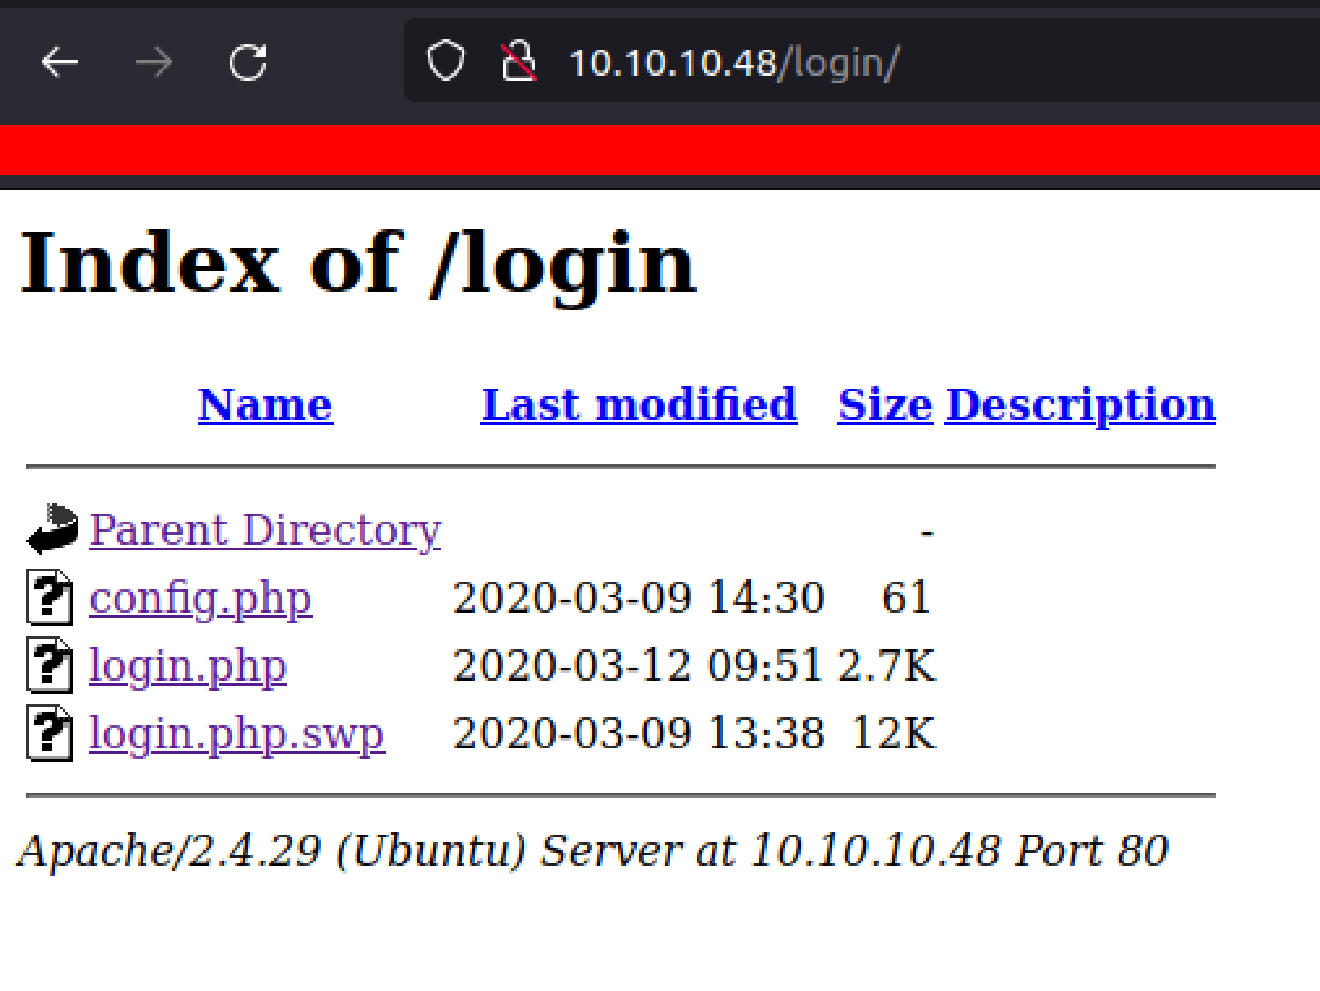 10.10.10.48/login/
Index of /login
Name Last modified Size Description
Parent Directory -
config.php 2020-03-09 14:30 61
login.php 2020-03-12 09:51 2.7K
login.php.swp 2020-03-09 13:38 12K
Apache/2.4.29 (Ubuntu) Server at 10.10.10.48 Port 80